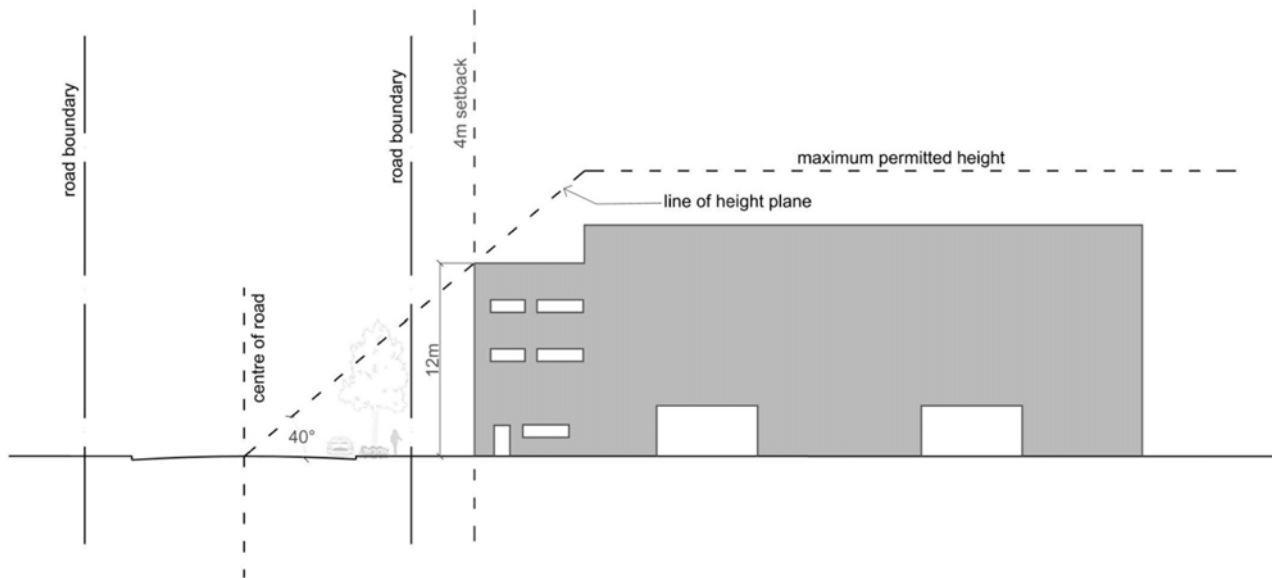 road boundary
road boundary
4m setback
maximum permitted height
line of height plane
centre of road
12m
40°